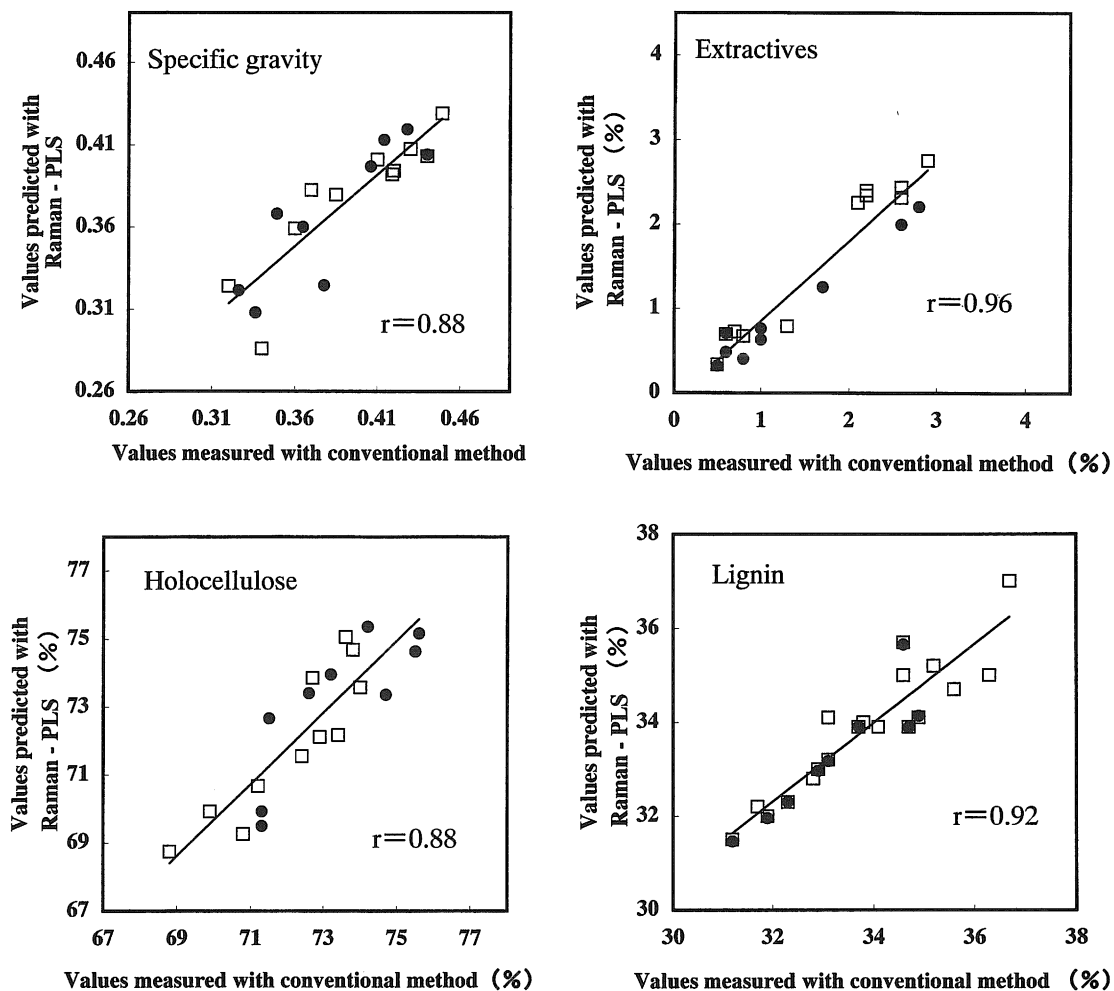 Specific gravity
Values predicted with
Raman - PLS
0.46
0.41
0.36
0.31
0.26
r=0.88
0.26 0.31 0.36 0.41 0.46
Values measured with conventional method
Extractives
Values predicted with
Raman - PLS (%)
4
3
2
1
0
r=0.96
0 1 2 3 4
Values measured with conventional method (%)
Holocellulose
Values predicted with
Raman - PLS (%)
77
75
73
71
69
67
r=0.88
67 69 71 73 75 77
Values measured with conventional method (%)
Lignin
Values predicted with
Raman - PLS (%)
38
36
34
32
30
r=0.92
30 32 34 36 38
Values measured with conventional method (%)